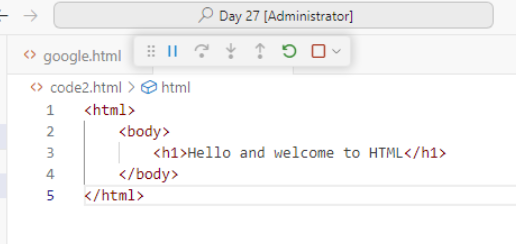 Day 27 [Administrator]
google.html
code2.html > html
1 <html>
2 <body>
3 <h1>Hello and welcome to HTML</h1>
4 </body>
5 </html>